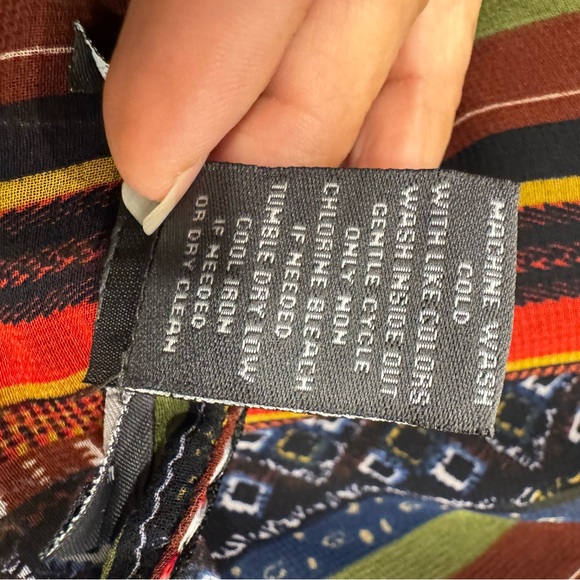 MACHINE WASH
COLD
WITH LIKE COLORS
WASH INSIDE OUT
GENTLE CYCLE
ONLY NON
CHLORINE BLEACH
IF NEEDED
TUMBLE DRY LOW
COOL IRON
IF NEEDED
OR DRY CLEAN